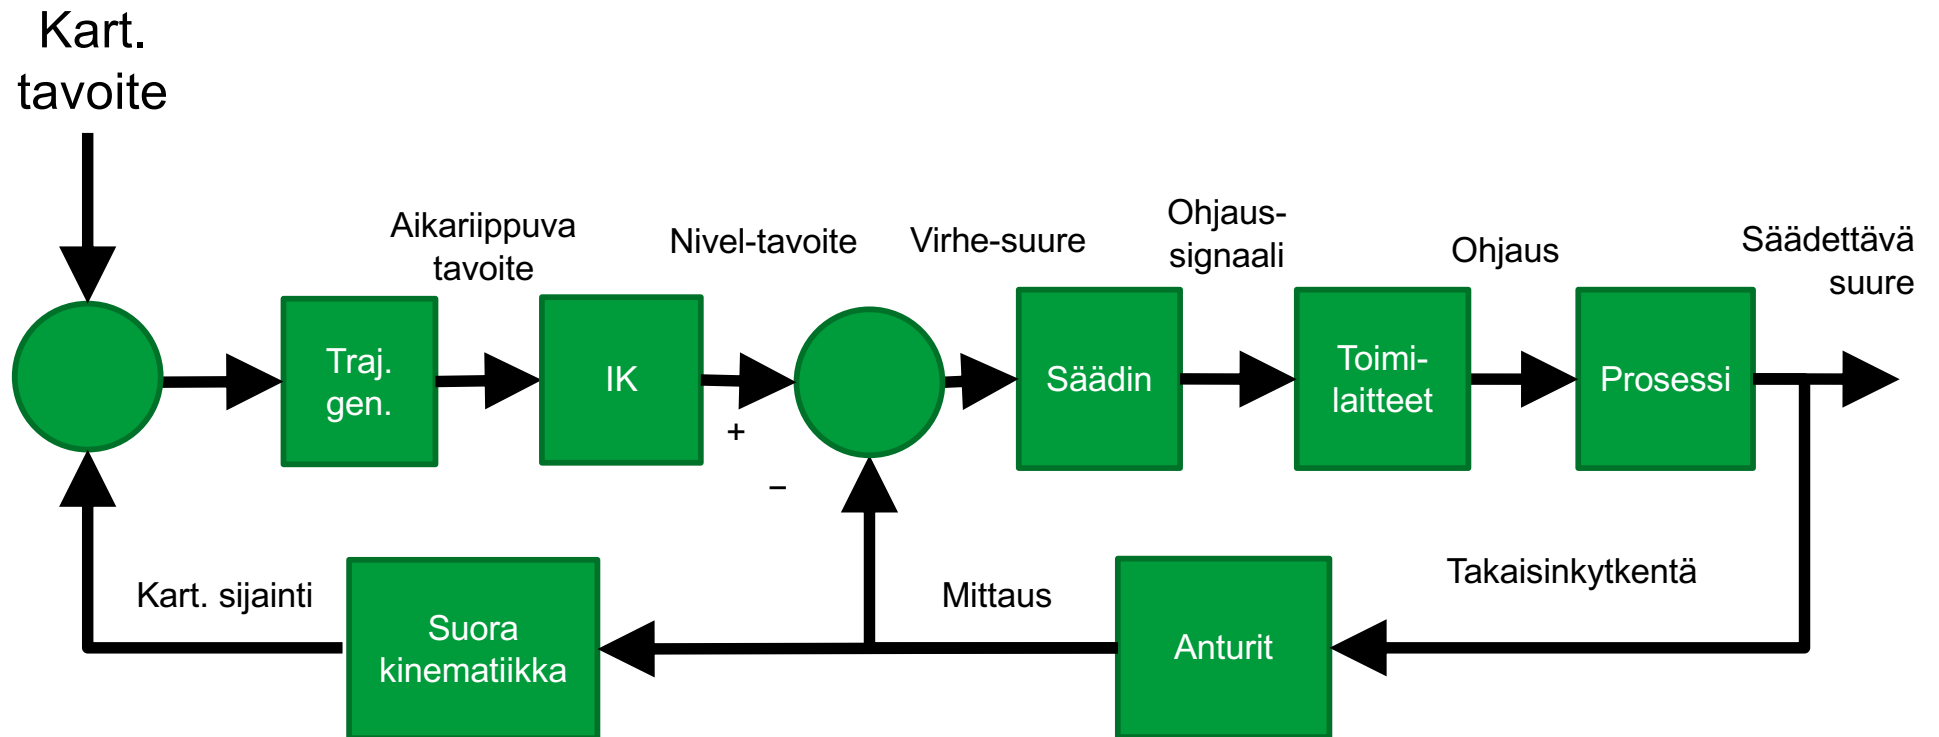 Kart.
tavoite
Aikariippuva
tavoite
Nivel-tavoite
Virhe-suure
Ohjaus-
signaali
Ohjaus
Säädettävä
suure
Traj.
gen.
IK
Säädin
Toimi-
laitteet
Prosessi
+
−
Kart. sijainti
Suora
kinematiikka
Mittaus
Anturit
Takaisinkytkentä